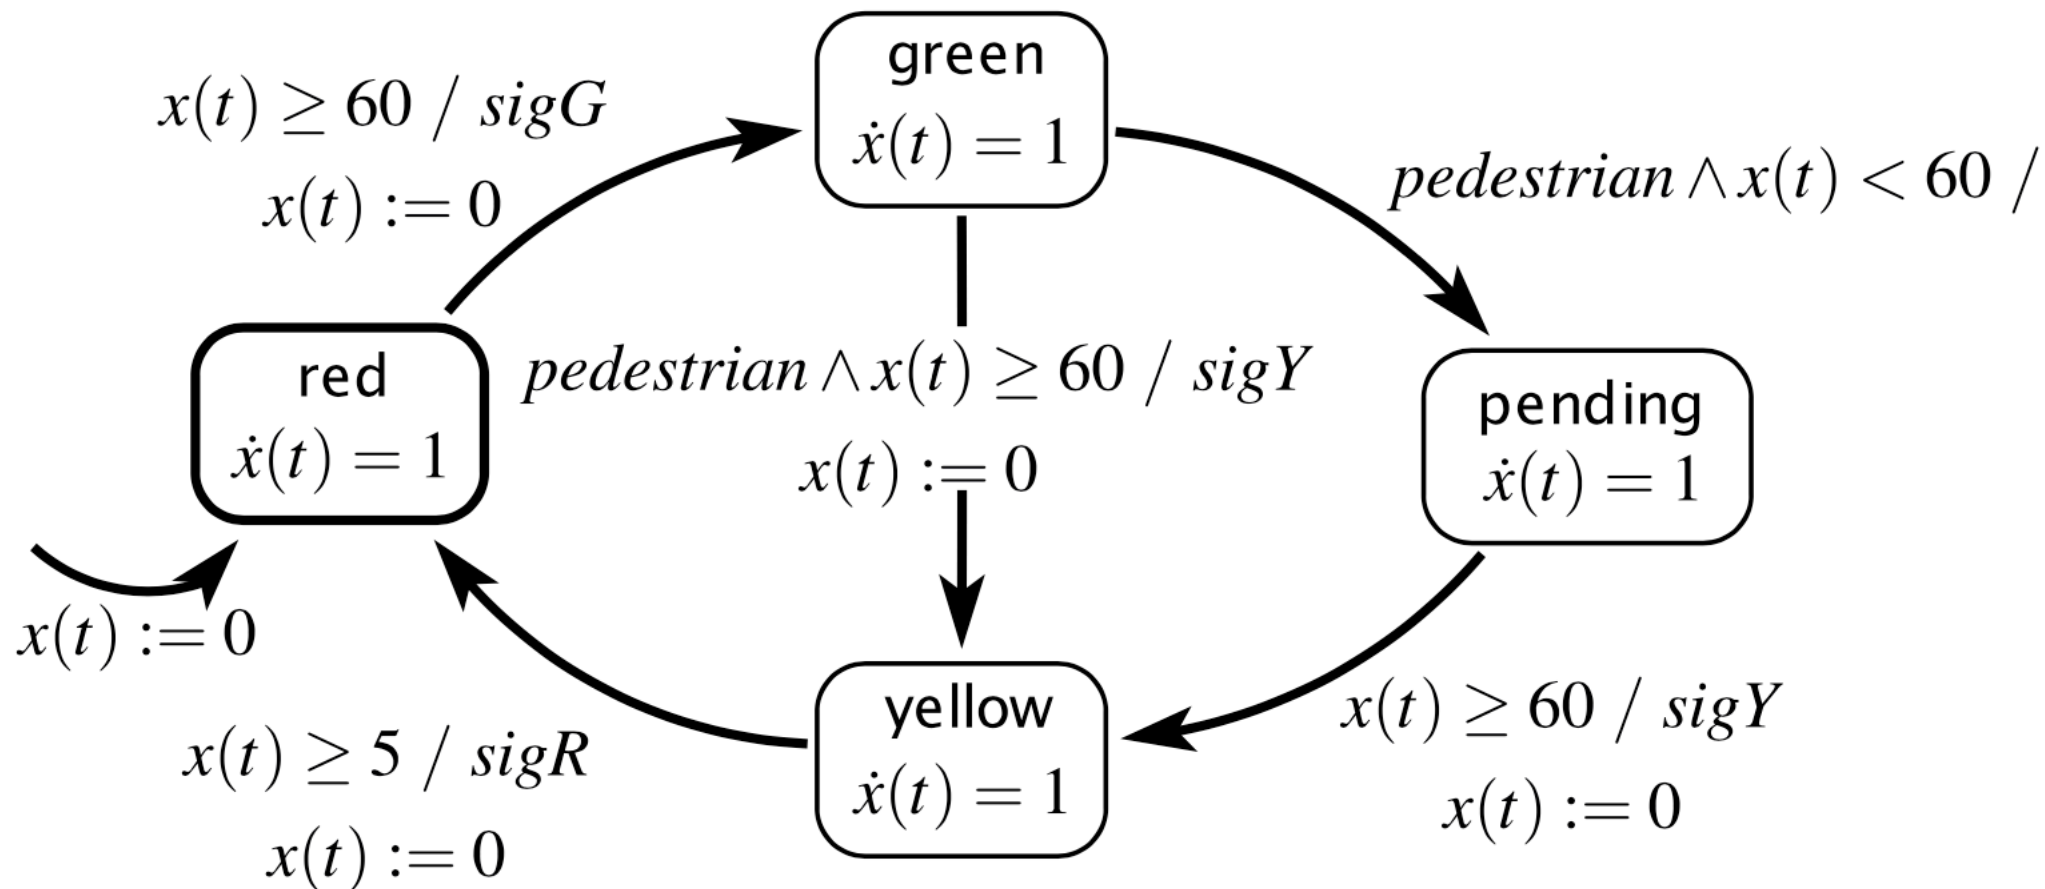 green
ẋ(t) = 1
x(t) ≥ 60 / sigG
x(t) := 0
pedestrian ∧ x(t) < 60 /
red
ẋ(t) = 1
pedestrian ∧ x(t) ≥ 60 / sigY
x(t) := 0
pending
ẋ(t) = 1
x(t) := 0
x(t) ≥ 5 / sigR
x(t) := 0
yellow
ẋ(t) = 1
x(t) ≥ 60 / sigY
x(t) := 0